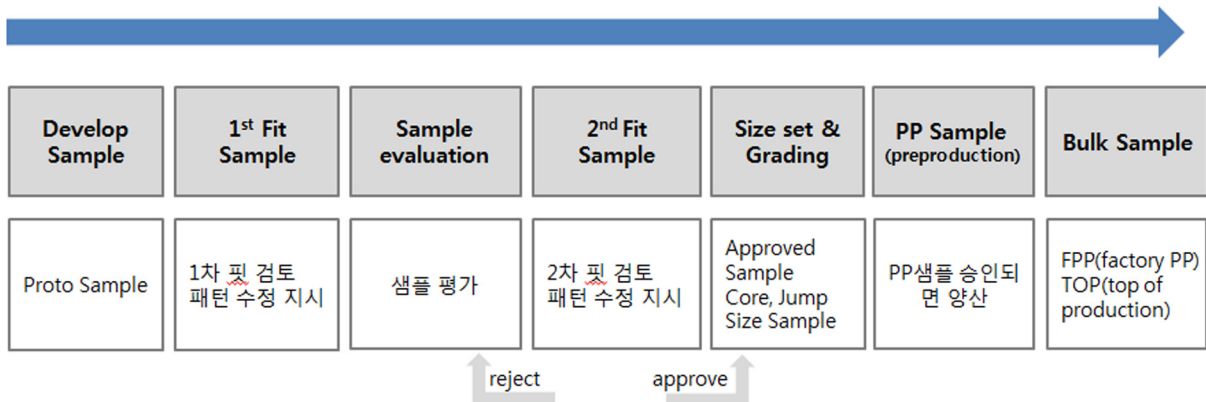 Develop
Sample
1st Fit
Sample
Sample
evaluation
2nd Fit
Sample
Size set &
Grading
PP Sample
(preproduction)
Bulk Sample
Proto Sample
1차 핏 검토
패턴 수정 지시
샘플 평가
2차 핏 검토
패턴 수정 지시
Approved
Sample
Core, Jump
Size Sample
PP샘플 승인되
면 양산
FPP(factory PP)
TOP(top of
production)
reject
approve